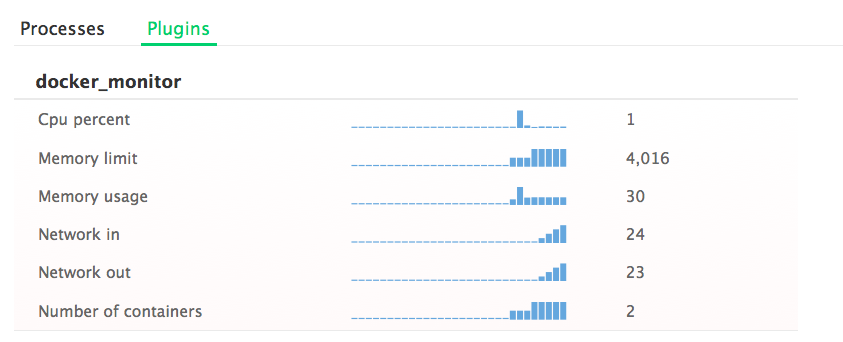 Processes Plugins
docker_monitor
Cpu percent 1
Memory limit 4,016
Memory usage 30
Network in 24
Network out 23
Number of containers 2